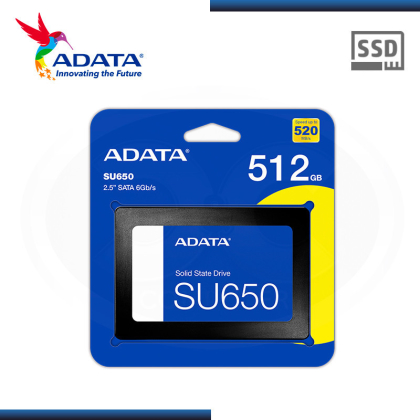 ADATA
Innovating the Future
SSD
Speed up to
520
MB/s
ADATA
SU650
2.5" SATA 6Gb/s
512 GB
ADATA
Solid State Drive
SU650